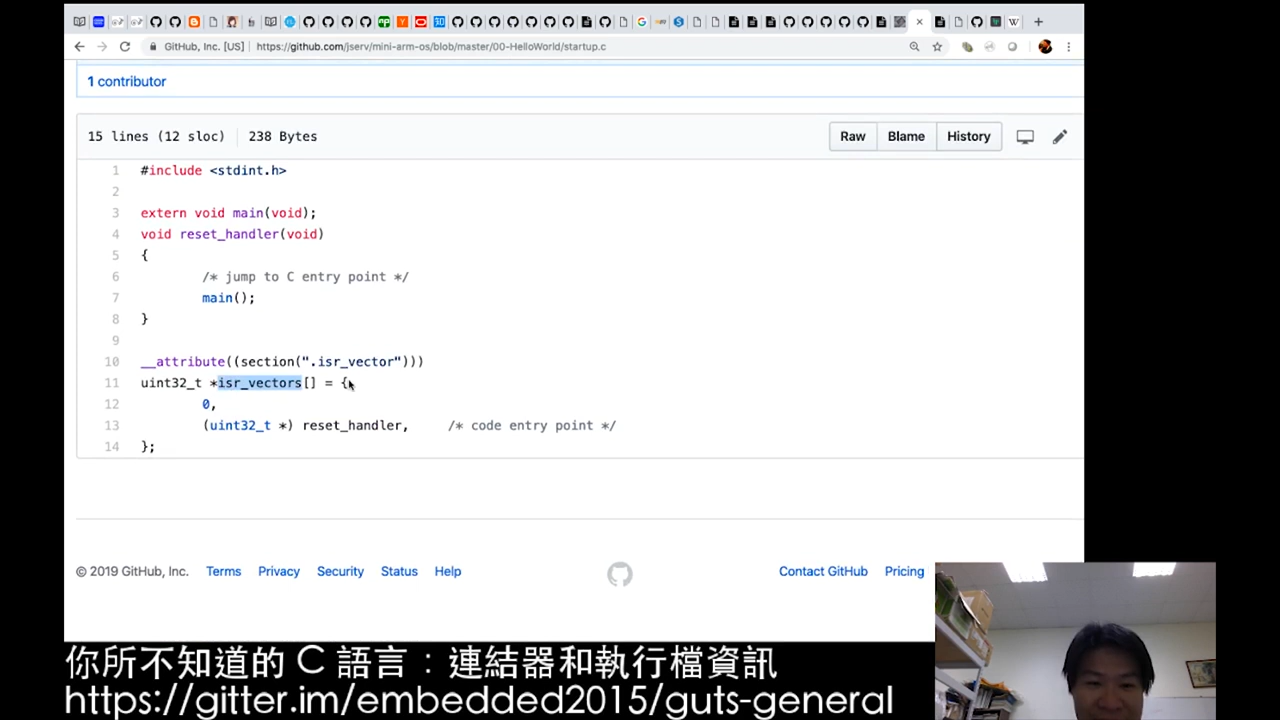 GitHub, Inc. [US]
https://github.com/jserv/mini-arm-os/blob/master/00-HelloWorld/startup.c
1 contributor
15 lines (12 sloc)
238 Bytes
Raw
Blame
History
1 #include <stdint.h>
2
3 extern void main(void);
4 void reset_handler(void)
5 {
6 /* jump to C entry point */
7 main();
8 }
9
10 __attribute((section(".isr_vector")))
11 uint32_t *isr_vectors[] = {
12 0,
13 (uint32_t *) reset_handler, /* code entry point */
14 };
© 2019 GitHub, Inc.
Terms
Privacy
Security
Status
Help
Contact GitHub
Pricing
你所不知道的 C 語言：連結器和執行檔資訊
https://gitter.im/embedded2015/guts-general